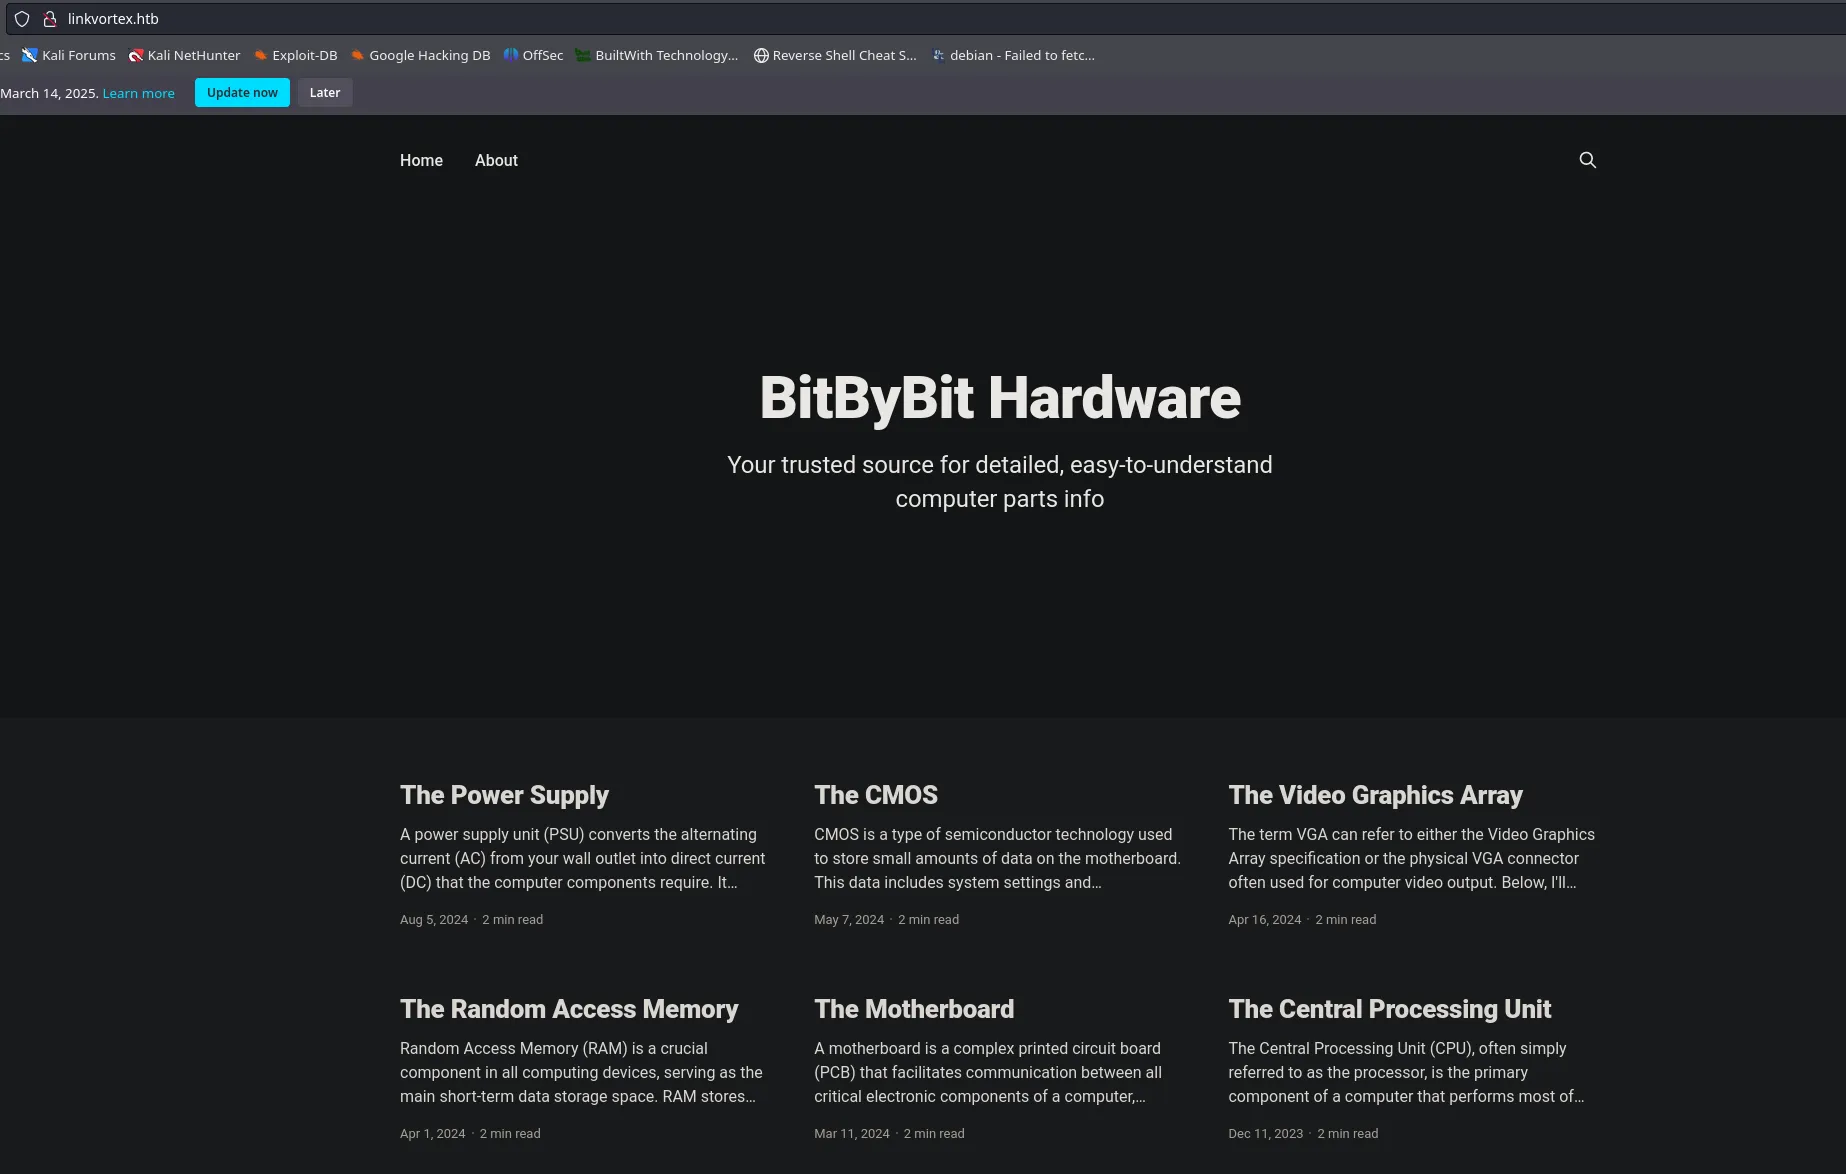 linkvortex.htb
cs Kali Forums Kali NetHunter Exploit-DB Google Hacking DB OffSec BuiltWith Technology… Reverse Shell Cheat S… debian - Failed to fetc…
March 14, 2025. Learn more Update now Later
Home About
BitByBit Hardware
Your trusted source for detailed, easy-to-understand
computer parts info
The Power Supply
A power supply unit (PSU) converts the alternating
current (AC) from your wall outlet into direct current
(DC) that the computer components require. It…
Aug 5, 2024 · 2 min read
The CMOS
CMOS is a type of semiconductor technology used
to store small amounts of data on the motherboard.
This data includes system settings and…
May 7, 2024 · 2 min read
The Video Graphics Array
The term VGA can refer to either the Video Graphics
Array specification or the physical VGA connector
often used for computer video output. Below, I'll…
Apr 16, 2024 · 2 min read
The Random Access Memory
Random Access Memory (RAM) is a crucial
component in all computing devices, serving as the
main short-term data storage space. RAM stores…
Apr 1, 2024 · 2 min read
The Motherboard
A motherboard is a complex printed circuit board
(PCB) that facilitates communication between all
critical electronic components of a computer,…
Mar 11, 2024 · 2 min read
The Central Processing Unit
The Central Processing Unit (CPU), often simply
referred to as the processor, is the primary
component of a computer that performs most of…
Dec 11, 2023 · 2 min read